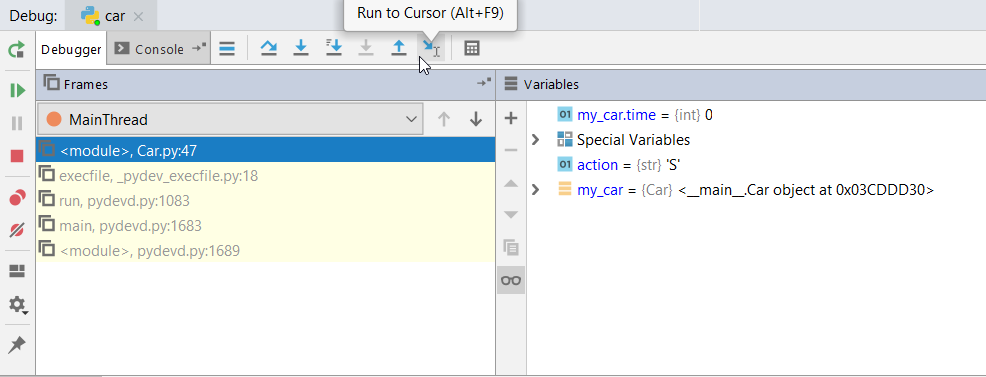 Run to Cursor (Alt+F9)
Debug: car
Debugger Console
Frames
Variables
MainThread
<module>, Car.py:47
execfile, _pydev_execfile.py:18
run, pydevd.py:1083
main, pydevd.py:1683
<module>, pydevd.py:1689
01 my_car.time = {int} 0
Special Variables
01 action = {str} 'S'
my_car = {Car} <__main__.Car object at 0x03CDDD30>